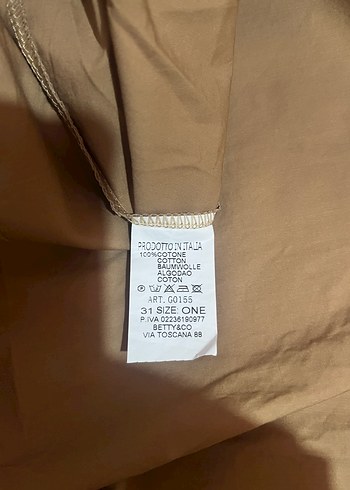 PRODOTTO IN ITALIA
100%COTONE
COTTON
BAUMWOLLE
ALGODAO
COTON
ART. G0155
31 SIZE: ONE
P.IVA 02236190977
BETTY&CO
VIA TOSCANA 68